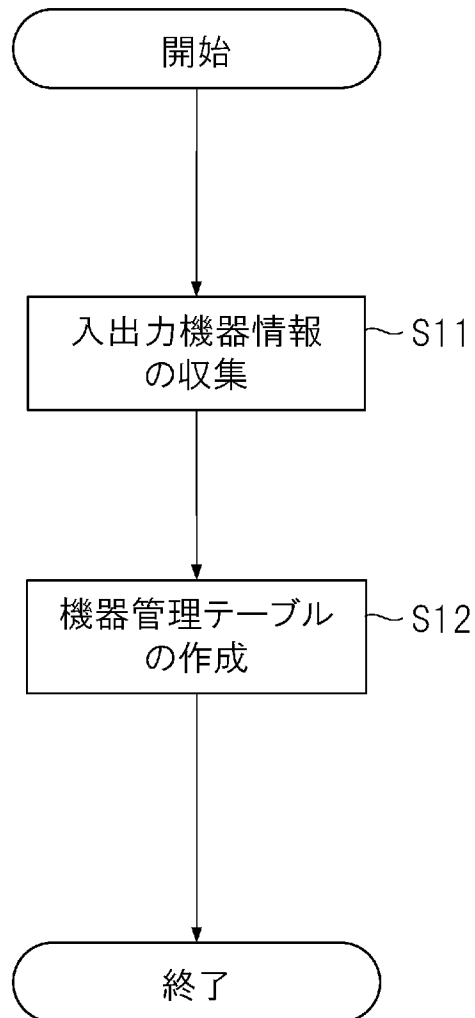 開始
入出力機器情報
の収集
S11
機器管理テーブル
の作成
S12
終了